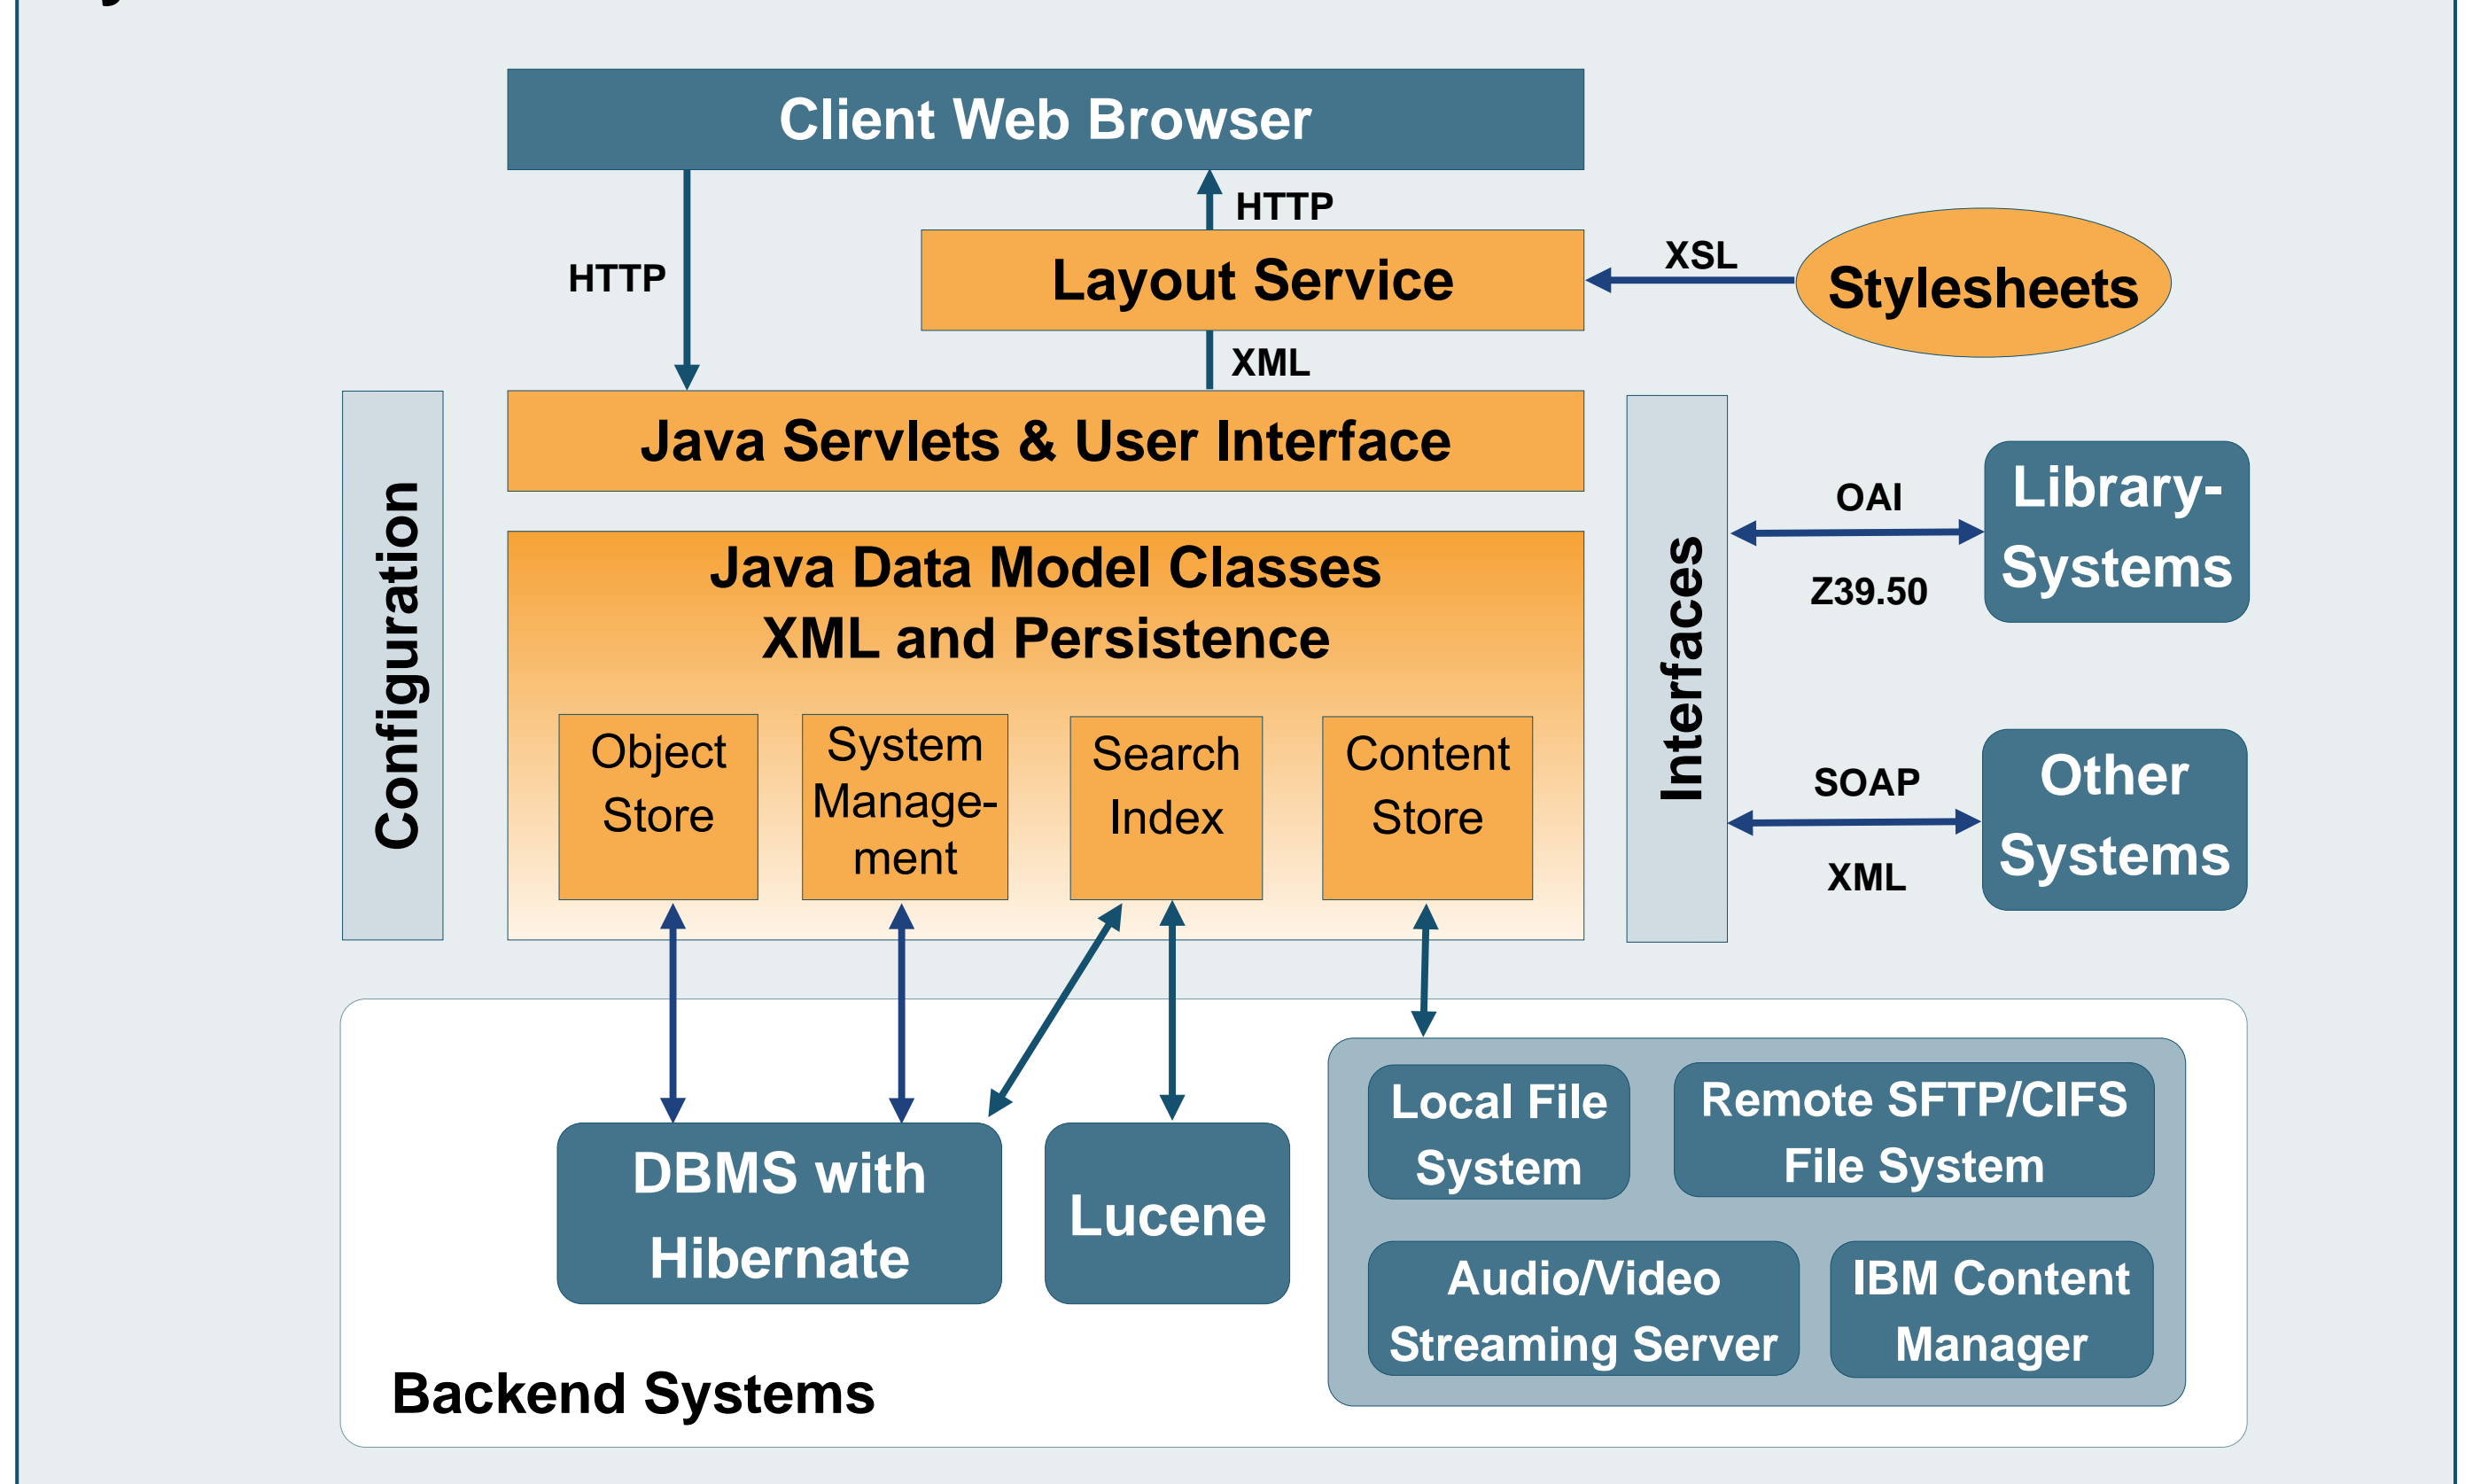 Client Web Browser
HTTP
HTTP
Layout Service
XSL
Stylesheets
XML
Java Servlets & User Interface
Configuration
Java Data Model Classes
XML and Persistence
Object
Store
System
Manage-
ment
Search
Index
Content
Store
Interfaces
OAI
Z39.50
Library-
Systems
SOAP
XML
Other
Systems
DBMS with
Hibernate
Lucene
Local File
System
Remote SFTP/CIFS
File System
Audio/Video
Streaming Server
IBM Content
Manager
Backend Systems